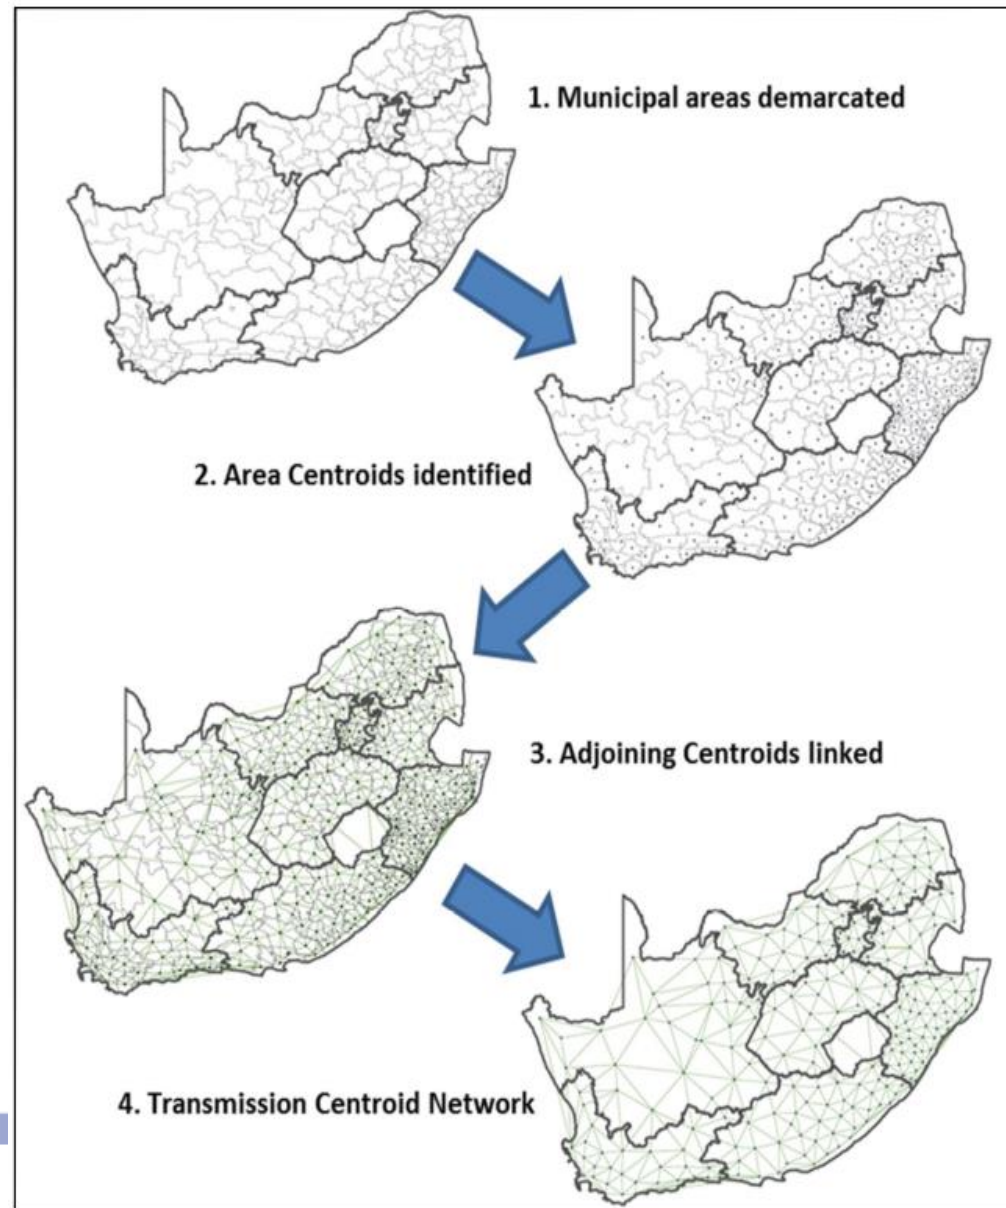 1. Municipal areas demarcated
2. Area Centroids identified
3. Adjoining Centroids linked
4. Transmission Centroid Network